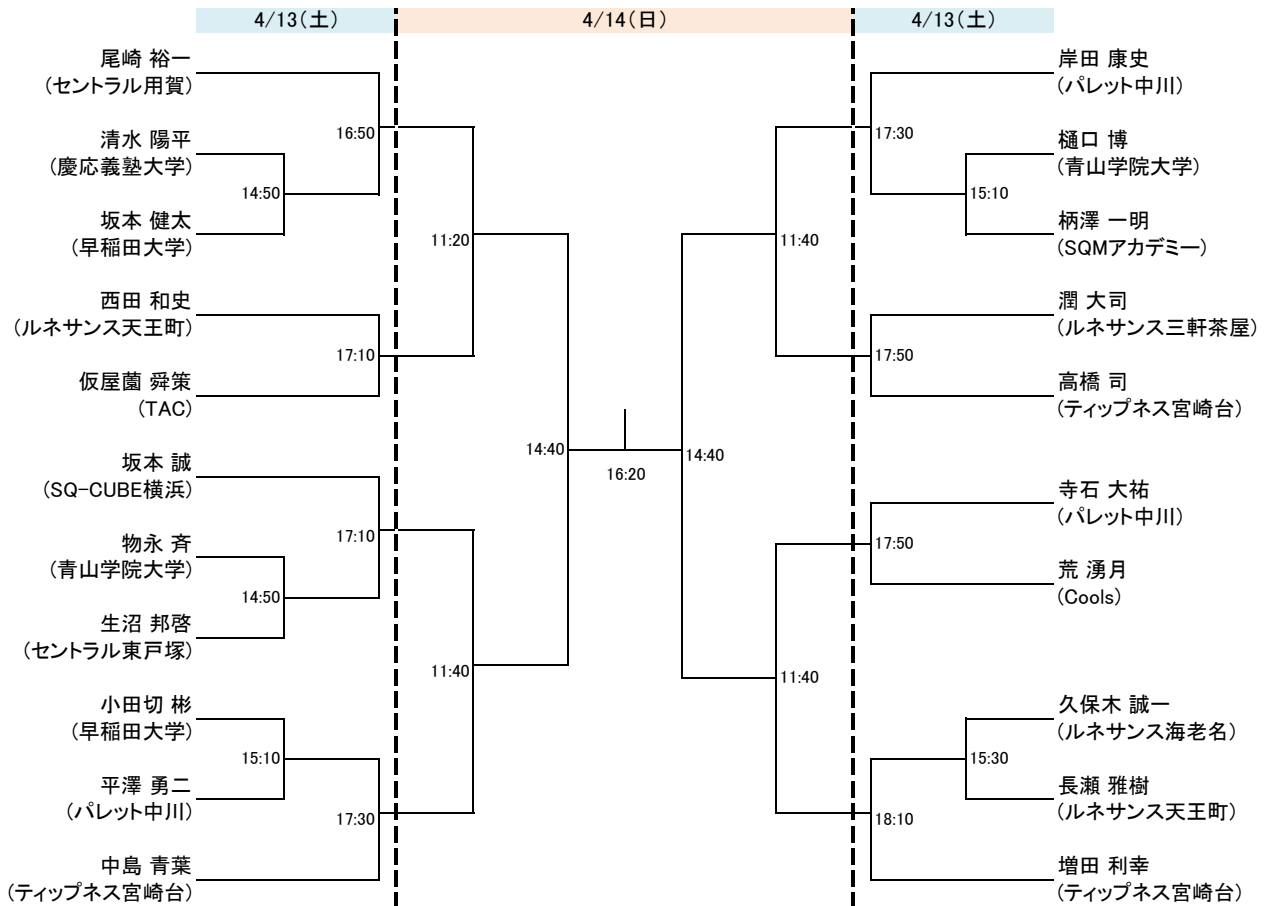 4/13(土)
4/14(日)
4/13(土)
尾崎 裕一
(セントラル用賀)
16:50
清水 陽平
(慶応義塾大学)
14:50
坂本 健太
(早稲田大学)
11:20
西田 和史
(ルネサンス天王町)
17:10
仮屋薗 舜策
(TAC)
14:40
坂本 誠
(SQ-CUBE横浜)
17:10
物永 斉
(青山学院大学)
14:50
生沼 邦啓
(セントラル東戸塚)
11:40
小田切 彬
(早稲田大学)
15:10
平澤 勇二
(パレット中川)
17:30
中島 青葉
(ティップネス宮崎台)
16:20
岸田 康史
(パレット中川)
17:30
樋口 博
(青山学院大学)
15:10
柄澤 一明
(SQMアカデミー)
11:40
潤 大司
(ルネサンス三軒茶屋)
17:50
高橋 司
(ティップネス宮崎台)
14:40
寺石 大祐
(パレット中川)
17:50
荒 湧月
(Cools)
11:40
久保木 誠一
(ルネサンス海老名)
15:30
長瀬 雅樹
(ルネサンス天王町)
18:10
増田 利幸
(ティップネス宮崎台)